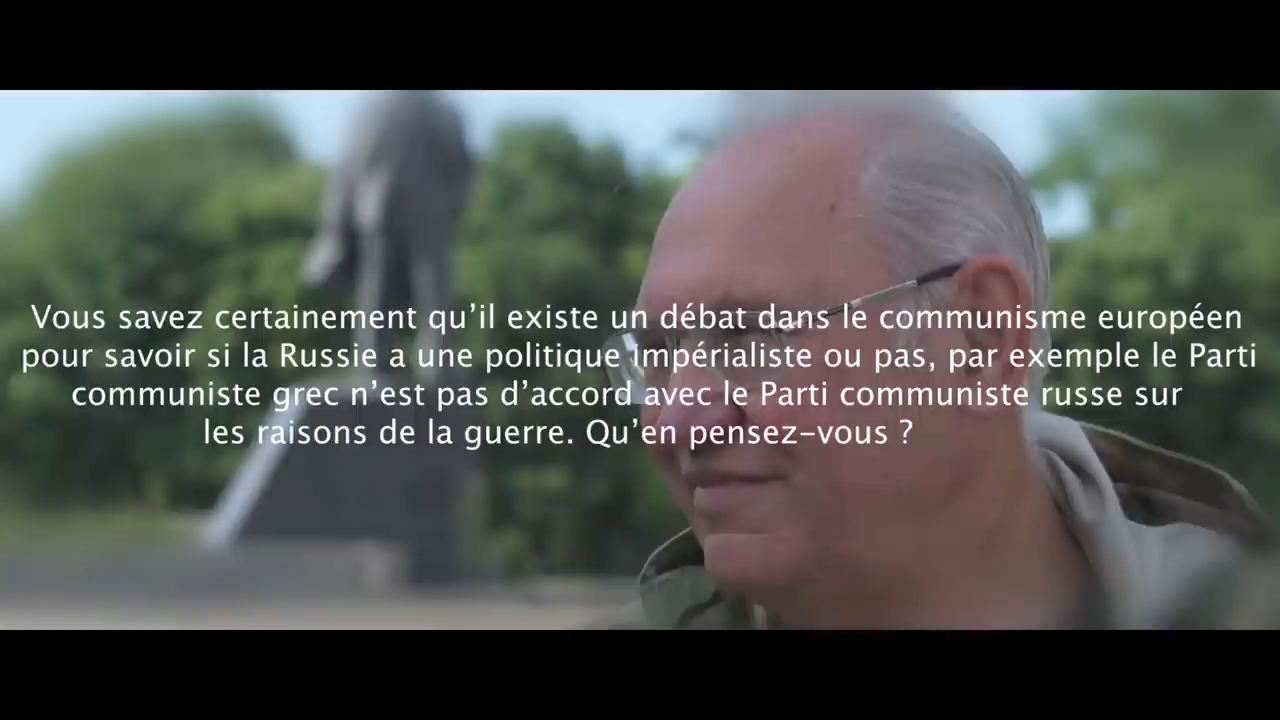 Vous savez certainement qu’il existe un débat dans le communisme européen
pour savoir si la Russie a une politique impérialiste ou pas, par exemple le Parti
communiste grec n’est pas d’accord avec le Parti communiste russe sur
les raisons de la guerre. Qu’en pensez-vous ?